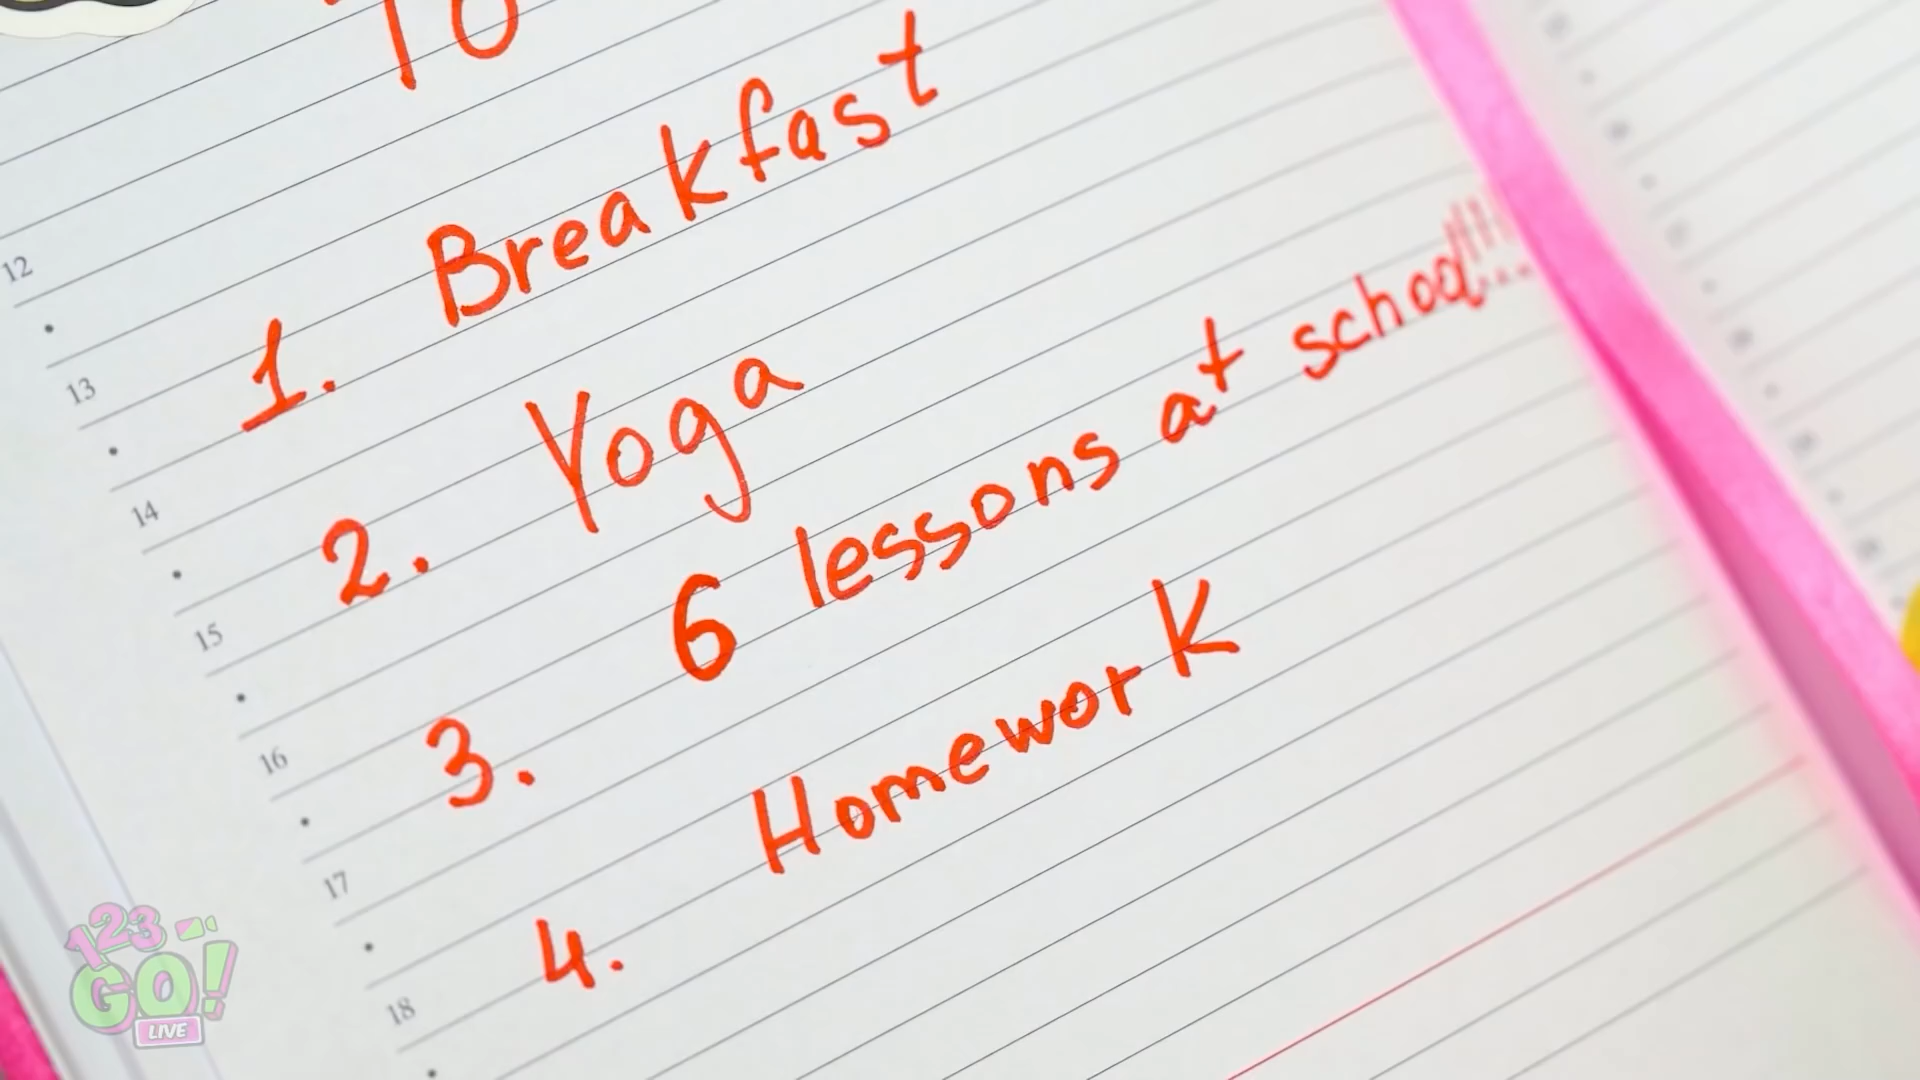 To
1. Breakfast
2. Yoga
3. 6 lessons at school!!!...
4. Homework
12
13
14
15
16
17
18
123
GO!
LIVE